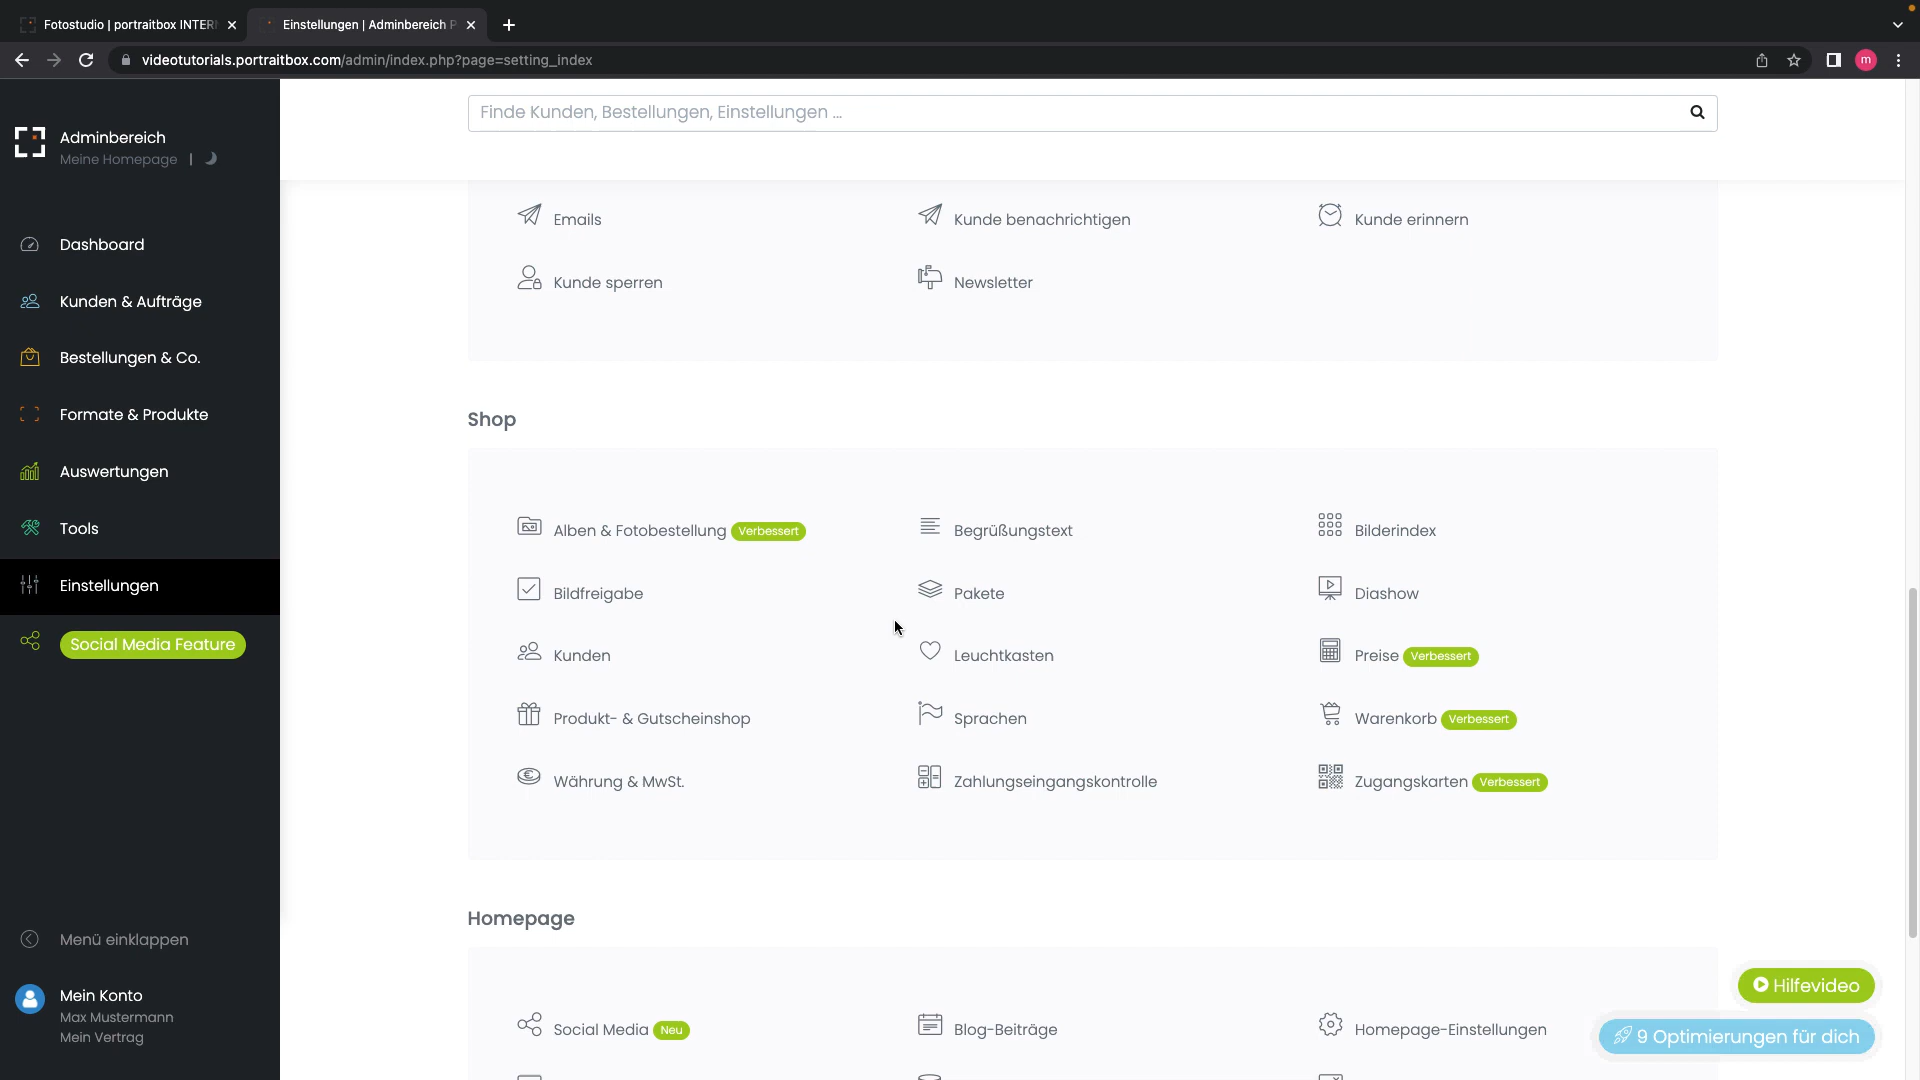 Fotostudio | portraitbox INTER
Einstellungen | Adminbereich P
videotutorials.portraitbox.com/admin/index.php?page=setting_index
m
Adminbereich
Meine Homepage |
Dashboard
Kunden & Aufträge
Bestellungen & Co.
Formate & Produkte
Auswertungen
Tools
Einstellungen
Social Media Feature
Menü einklappen
Mein Konto
Max Mustermann
Mein Vertrag
Finde Kunden, Bestellungen, Einstellungen ...
Emails
Kunde benachrichtigen
Kunde erinnern
Kunde sperren
Newsletter
Shop
Alben & Fotobestellung Verbessert
Begrüßungstext
Bilderindex
Bildfreigabe
Pakete
Diashow
Kunden
Leuchtkasten
Preise Verbessert
Produkt- & Gutscheinshop
Sprachen
Warenkorb Verbessert
Währung & MwSt.
Zahlungseingangskontrolle
Zugangskarten Verbessert
Homepage
Social Media Neu
Blog-Beiträge
Homepage-Einstellungen
Hilfevideo
9 Optimierungen für dich